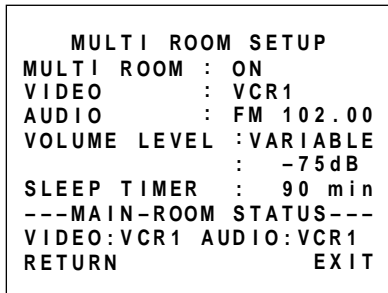 MULTI ROOM SETUP
MULTI ROOM : ON
VIDEO : VCR1
AUDIO : FM 102.00
VOLUME LEVEL :VARIABLE
: –75dB
SLEEP TIMER : 90 min
---MAIN–ROOM STATUS---
VIDEO:VCR1 AUDIO:VCR1
RETURN EXIT